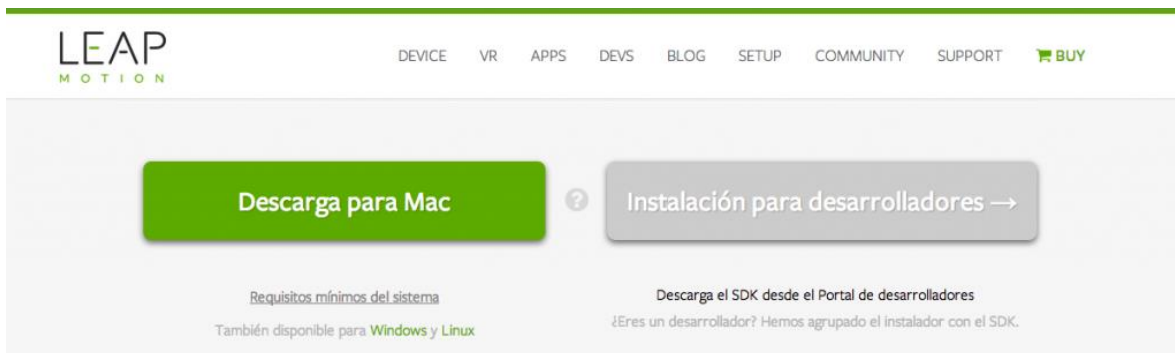 LEAP
MOTION
DEVICE VR APPS DEVS BLOG SETUP COMMUNITY SUPPORT BUY
Descarga para Mac
?
Instalación para desarrolladores →
Requisitos mínimos del sistema
También disponible para Windows y Linux
Descarga el SDK desde el Portal de desarrolladores
¿Eres un desarrollador? Hemos agrupado el instalador con el SDK.